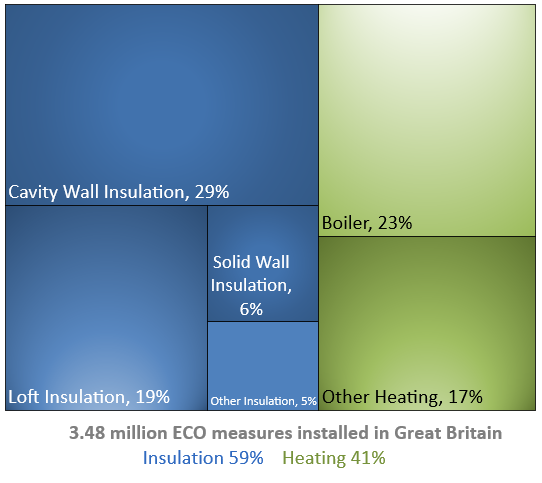 Cavity Wall Insulation, 29%
Boiler, 23%
Solid Wall
Insulation,
6%
Loft Insulation, 19%
Other Insulation, 5%
Other Heating, 17%
3.48 million ECO measures installed in Great Britain
Insulation 59% Heating 41%